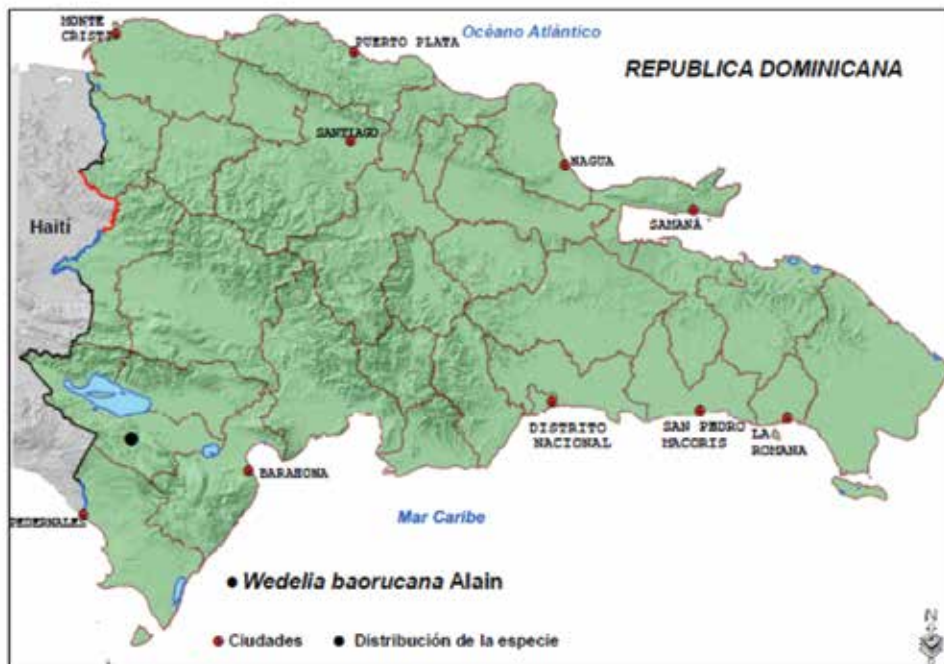 MONTE
CRISTI
PUERTO PLATA
Océano Atlántico
REPUBLICA DOMINICANA
SANTIAGO
NAGUA
SAMANÁ
Haití
DISTRITO
NACIONAL
SAN PEDRO
MACORIS
LA
ROMANA
BARAHONA
PEDERNALES
Mar Caribe
● Wedelia baorucana Alain
● Ciudades ● Distribución de la especie
N